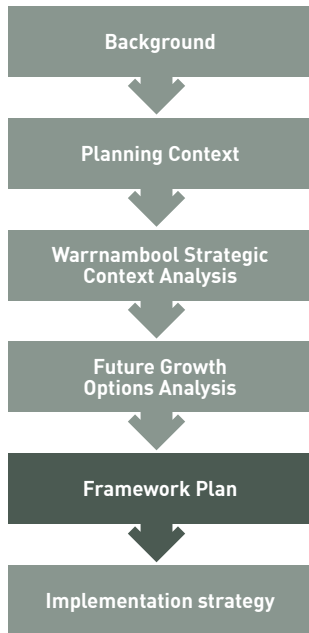 Background
Planning Context
Warrnambool Strategic
Context Analysis
Future Growth
Options Analysis
Framework Plan
Implementation strategy